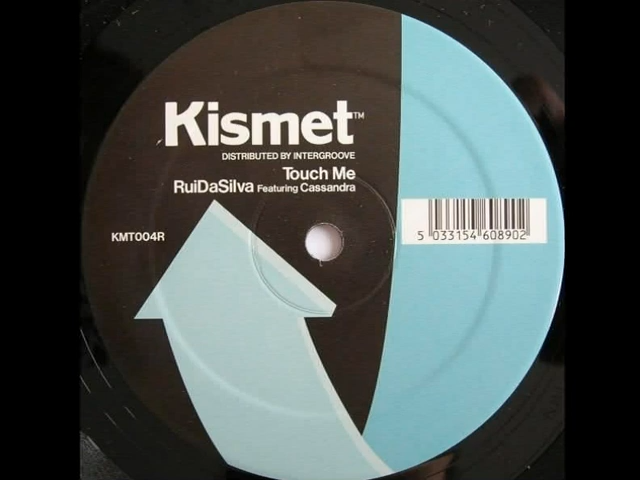 Kismet™
DISTRIBUTED BY INTERGROOVE
Touch Me
RuiDaSilva Featuring Cassandra
KMT004R
5 033154 608902